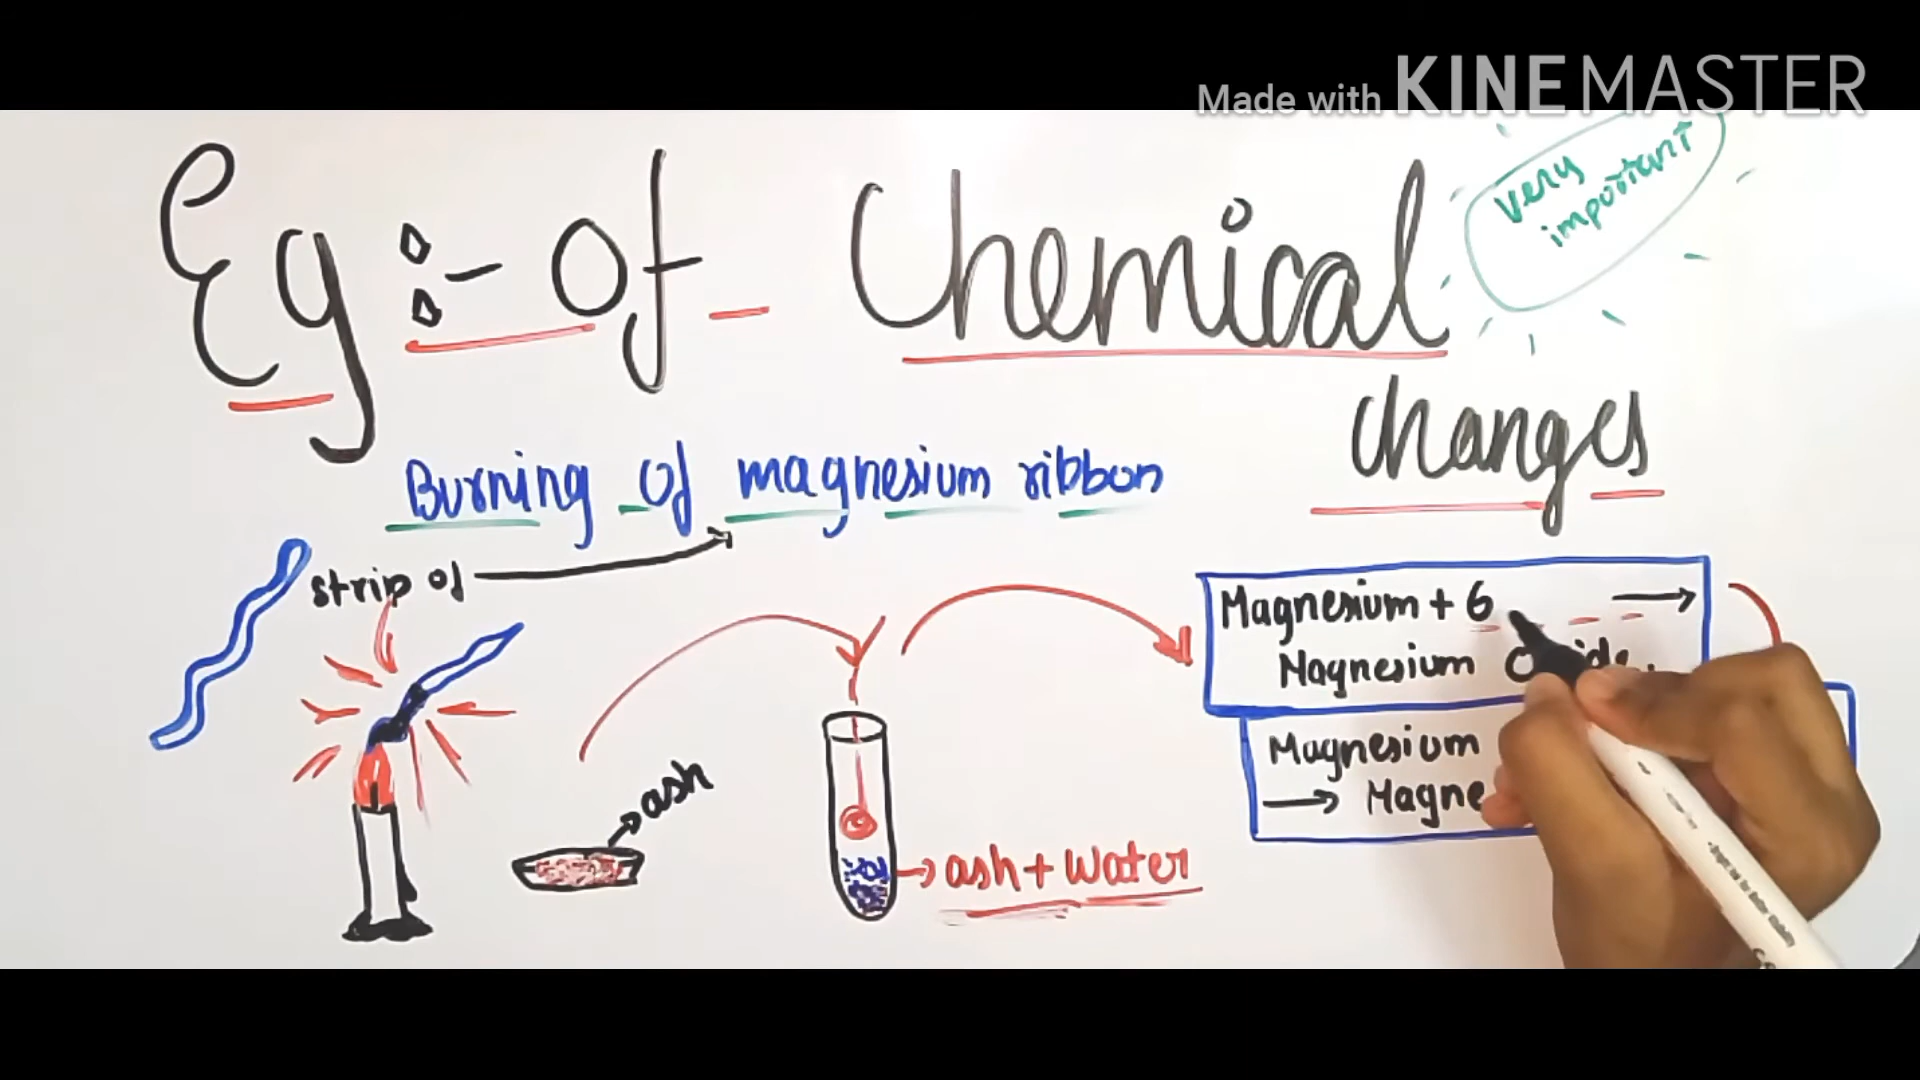 Made with KINEMASTER
very
important
Eg:- Of Chemical
changes
Burning of magnesium ribbon
strip of
Magnesium + 6 →
Magnesium
Magnesium
→ Magne
ash
→ ash + Water